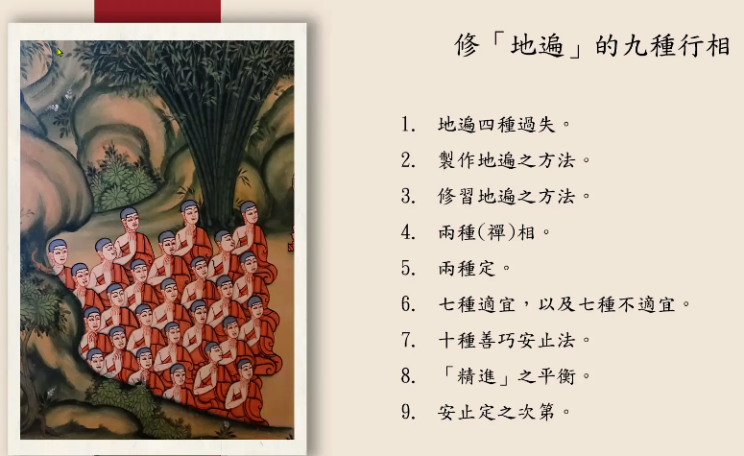 修「地遍」的九種行相
1. 地遍四種過失。
2. 製作地遍之方法。
3. 修習地遍之方法。
4. 兩種(禪)相。
5. 兩種定。
6. 七種適宜，以及七種不適宜。
7. 十種善巧安止法。
8. 「精進」之平衡。
9. 安止定之次第。